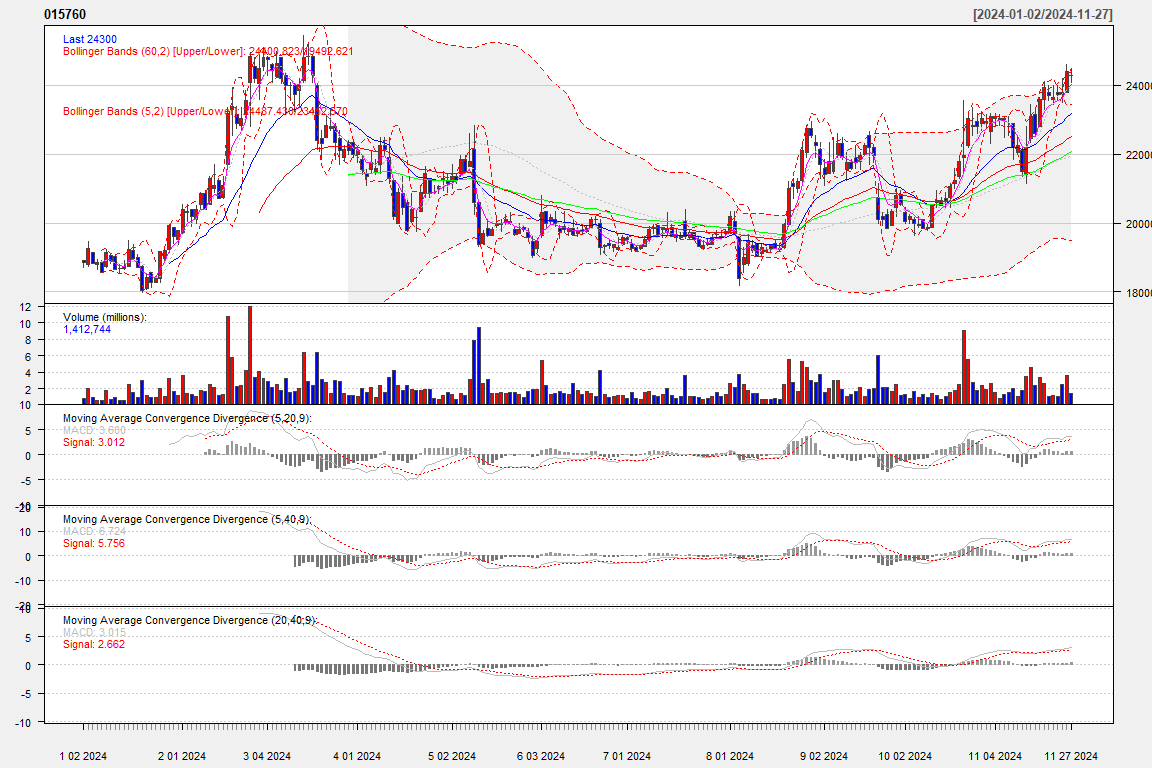 015760 [2024-01-02/2024-11-27]
Last 24300
Bollinger Bands (60,2) [Upper/Lower]: 24400.823/19492.621
Bollinger Bands (5,2) [Upper/Lower]:
24000
22000
20000
18000
Volume (millions):
1,412,744
12
10
8
6
4
2
10
Moving Average Convergence Divergence (5,20,9):
MACD: 3.600
Signal: 3.012
5
0
-5
-10
20
Moving Average Convergence Divergence (5,40,9):
MACD: 6.724
Signal: 5.756
10
0
-10
-20
10
Moving Average Convergence Divergence (20,40,9):
MACD: 3.015
Signal: 2.662
5
0
-5
-10
1 02 2024 2 01 2024 3 04 2024 4 01 2024 5 02 2024 6 03 2024 7 01 2024 8 01 2024 9 02 2024 10 02 2024 11 04 2024 11 27 2024